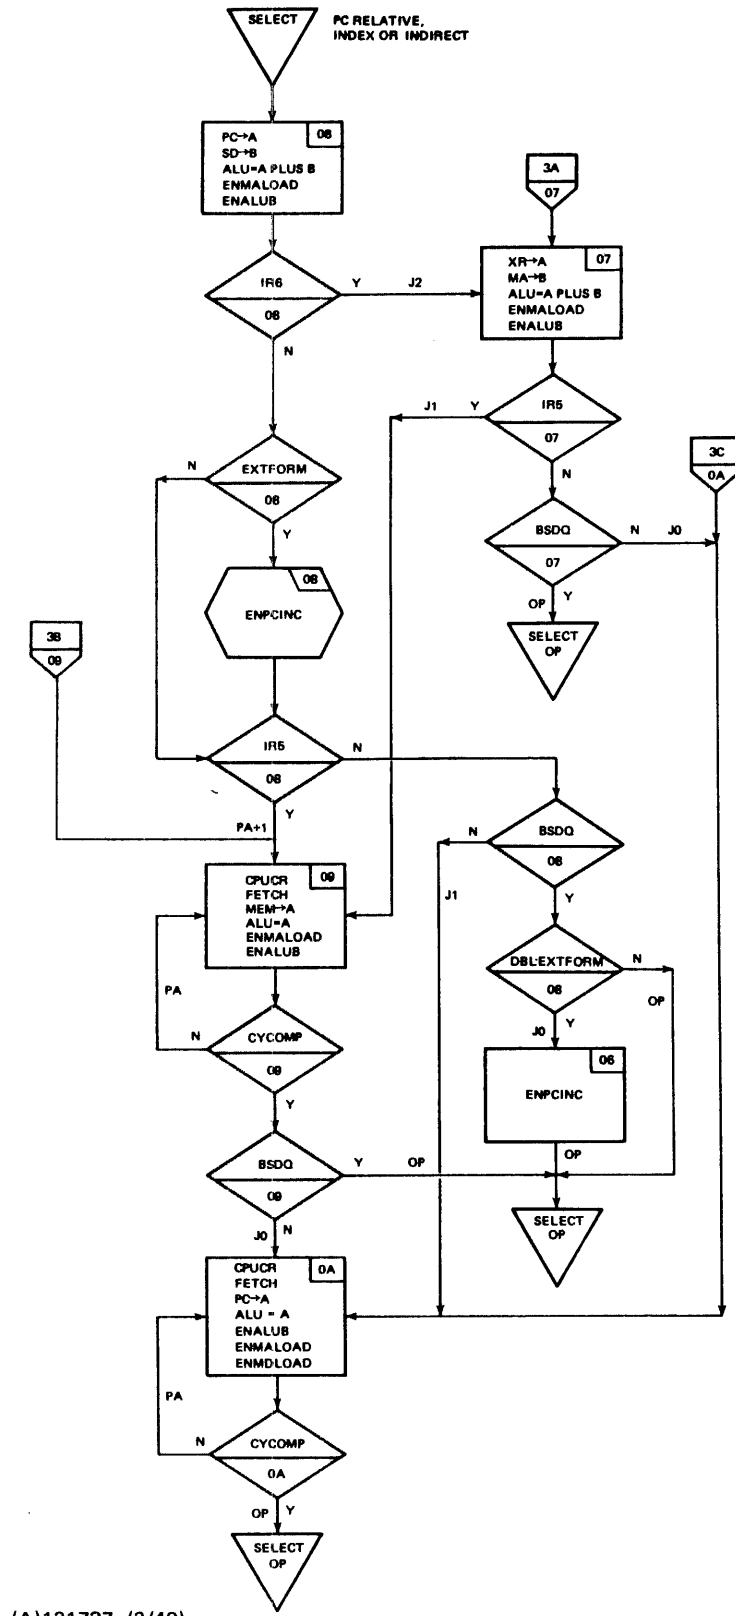 SELECT
PC RELATIVE,
INDEX OR INDIRECT
08
PC→A
SD→B
ALU=A PLUS B
ENMALOAD
ENALUB
3A
07
IR6
08
Y
J2
N
07
XR→A
MA→B
ALU=A PLUS B
ENMALOAD
ENALUB
IR5
07
Y
J1
N
3C
0A
EXTFORM
08
N
Y
BSDQ
07
N
J0
OP
Y
SELECT
OP
08
ENPCINC
3B
09
IR5
08
N
Y
PA+1
BSDQ
08
N
J1
Y
09
CPUCR
FETCH
MEM→A
ALU=A
ENMALOAD
ENALUB
PA
DBL·EXTFORM
08
N
OP
J0
Y
CYCOMP
09
N
Y
06
ENPCINC
OP
BSDQ
09
Y
OP
J0
N
SELECT
OP
0A
CPUCR
FETCH
PC→A
ALU = A
ENALUB
ENMALOAD
ENMDLOAD
PA
CYCOMP
0A
N
OP
Y
SELECT
OP